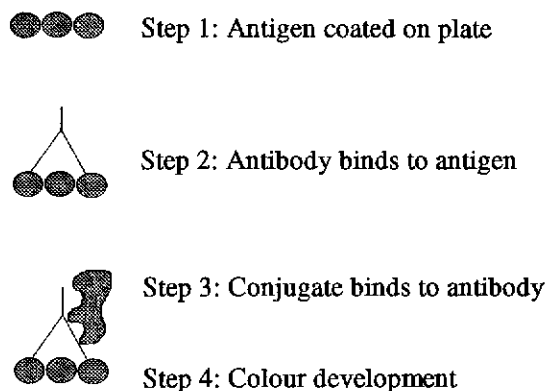 Step 1: Antigen coated on plate
Step 2: Antibody binds to antigen
Step 3: Conjugate binds to antibody
Step 4: Colour development